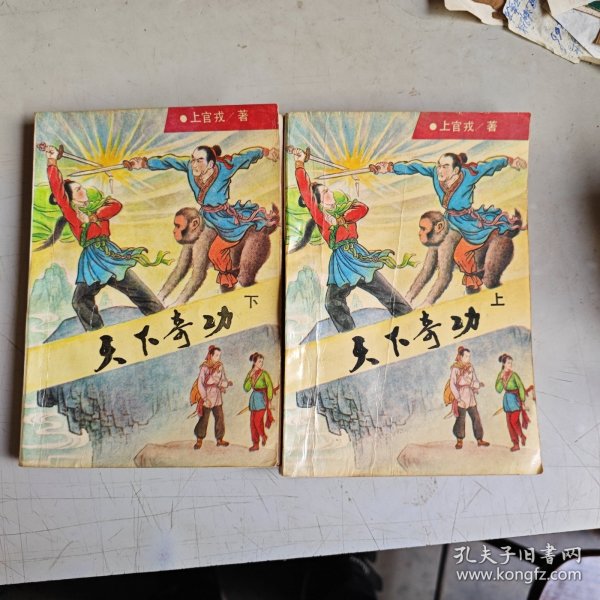 ●上官戎/著
下
天下奇功
●上官戎/著
上
天下奇功
孔夫子旧书网
www.kongfz.com